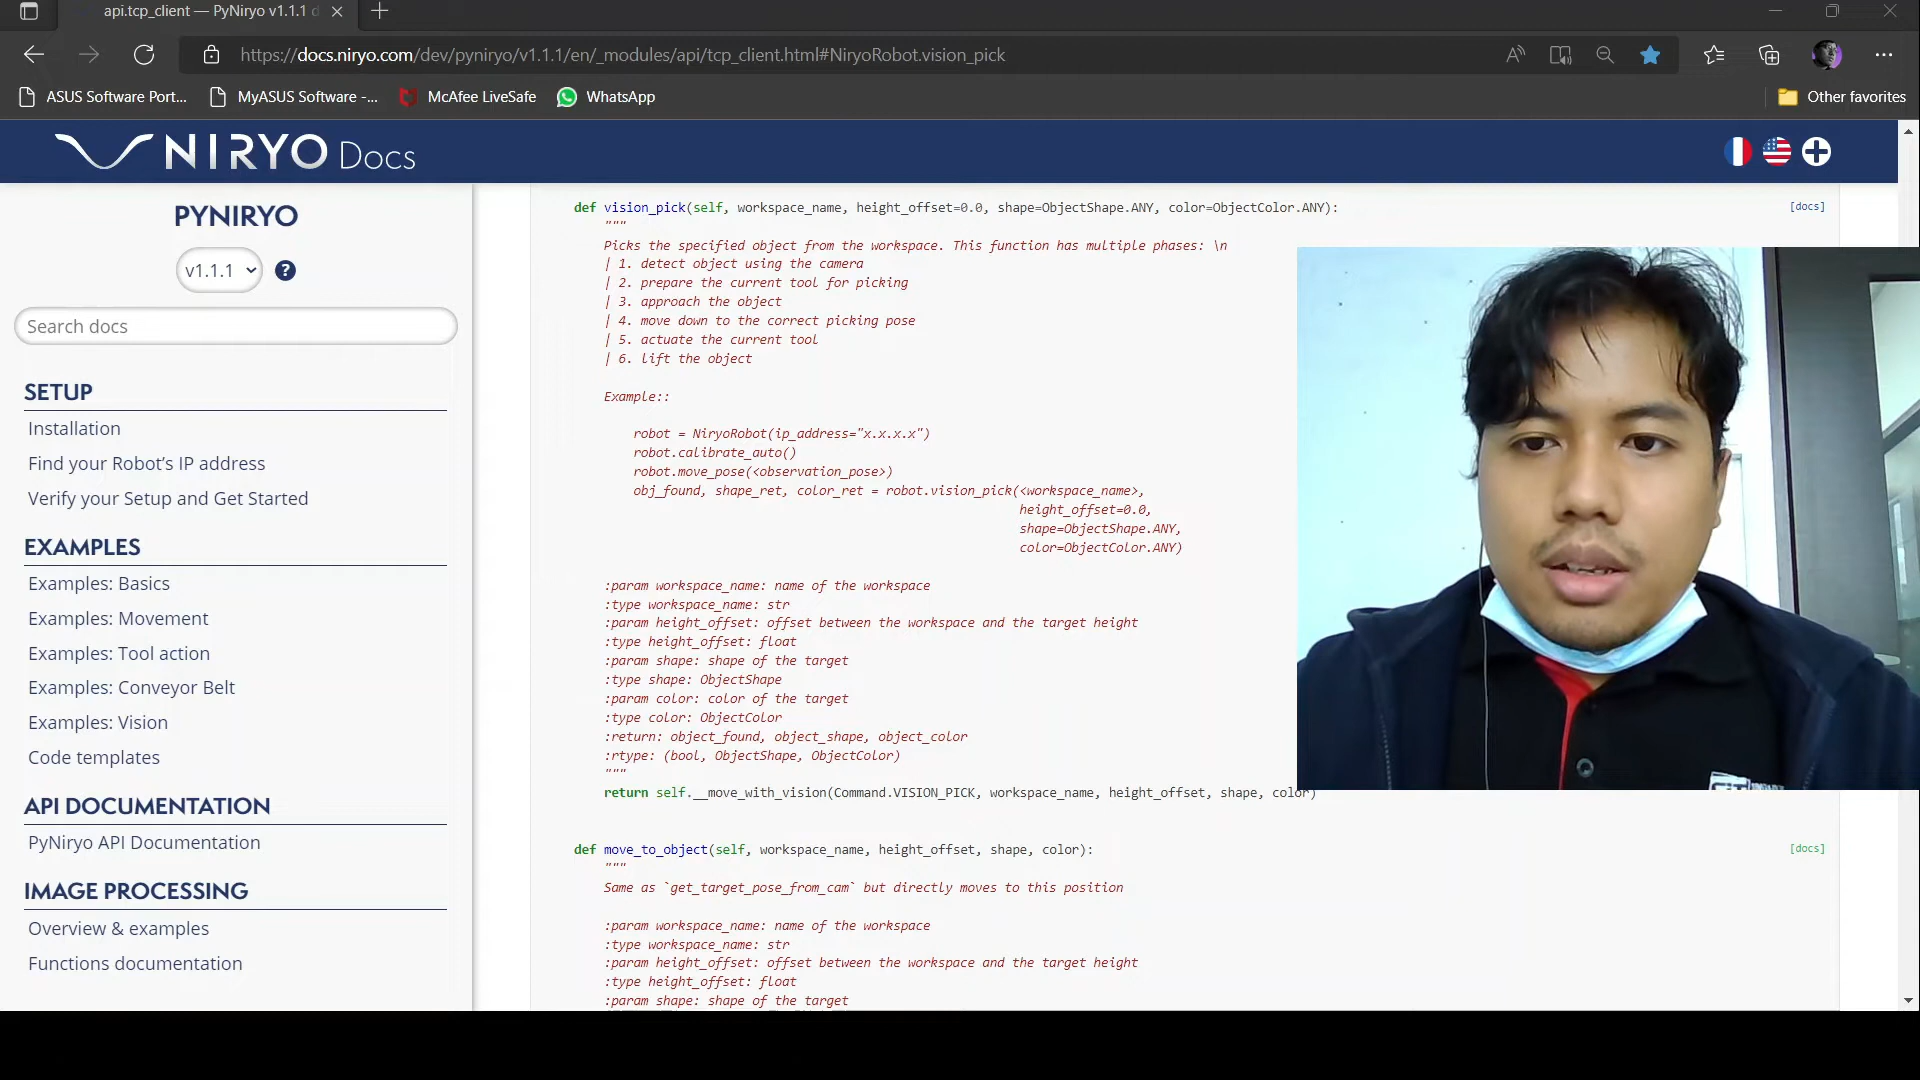 api.tcp_client — PyNiryo v1.1.1 d
https://docs.niryo.com/dev/pyniryo/v1.1.1/en/_modules/api/tcp_client.html#NiryoRobot.vision_pick
ASUS Software Port...
MyASUS Software -...
McAfee LiveSafe
WhatsApp
Other favorites
NIRYO Docs
PYNIRYO
v1.1.1
?
Search docs
SETUP
Installation
Find your Robot's IP address
Verify your Setup and Get Started
EXAMPLES
Examples: Basics
Examples: Movement
Examples: Tool action
Examples: Conveyor Belt
Examples: Vision
Code templates
API DOCUMENTATION
PyNiryo API Documentation
IMAGE PROCESSING
Overview & examples
Functions documentation
def vision_pick(self, workspace_name, height_offset=0.0, shape=ObjectShape.ANY, color=ObjectColor.ANY): [docs]
"""
Picks the specified object from the workspace. This function has multiple phases: \n
| 1. detect object using the camera
| 2. prepare the current tool for picking
| 3. approach the object
| 4. move down to the correct picking pose
| 5. actuate the current tool
| 6. lift the object
Example::
robot = NiryoRobot(ip_address="x.x.x.x")
robot.calibrate_auto()
robot.move_pose(<observation_pose>)
obj_found, shape_ret, color_ret = robot.vision_pick(<workspace_name>,
height_offset=0.0,
shape=ObjectShape.ANY,
color=ObjectColor.ANY)
:param workspace_name: name of the workspace
:type workspace_name: str
:param height_offset: offset between the workspace and the target height
:type height_offset: float
:param shape: shape of the target
:type shape: ObjectShape
:param color: color of the target
:type color: ObjectColor
:return: object_found, object_shape, object_color
:rtype: (bool, ObjectShape, ObjectColor)
"""
return self.__move_with_vision(Command.VISION_PICK, workspace_name, height_offset, shape, color)
def move_to_object(self, workspace_name, height_offset, shape, color): [docs]
"""
Same as `get_target_pose_from_cam` but directly moves to this position
:param workspace_name: name of the workspace
:type workspace_name: str
:param height_offset: offset between the workspace and the target height
:type height_offset: float
:param shape: shape of the target